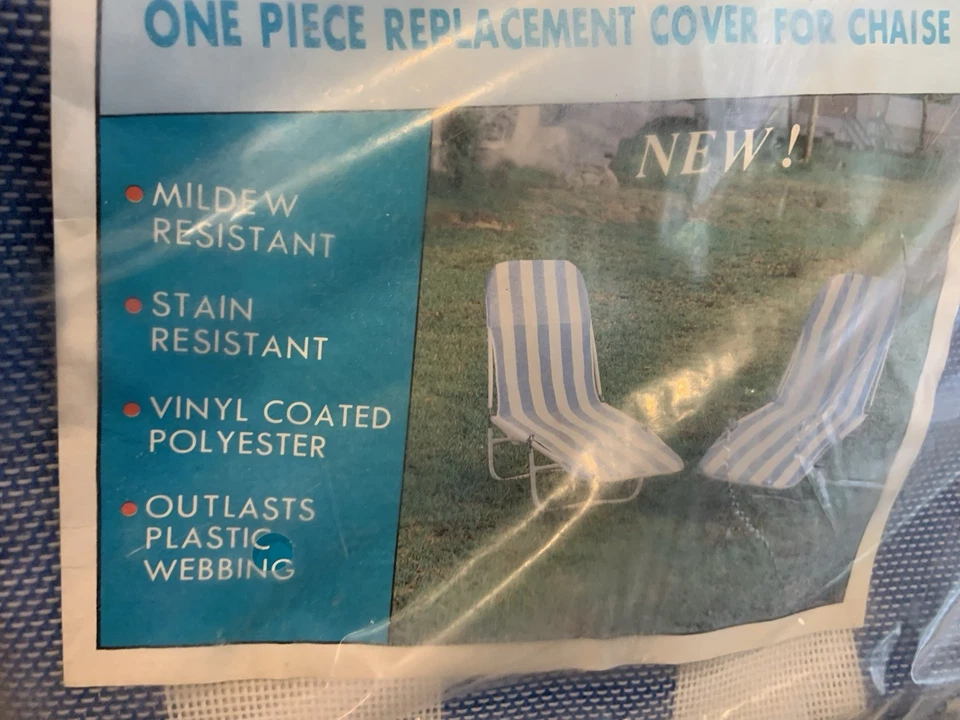 ONE PIECE REPLACEMENT COVER FOR CHAISE
NEW!
MILDEW
RESISTANT
STAIN
RESISTANT
VINYL COATED
POLYESTER
OUTLASTS
PLASTIC
WEBBING